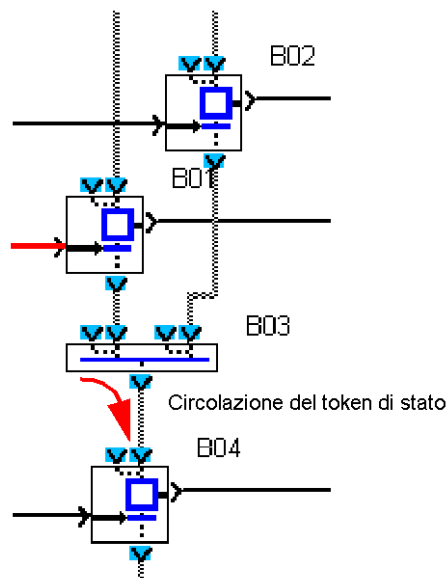 B02
B01
B03
Circolazione del token di stato
B04